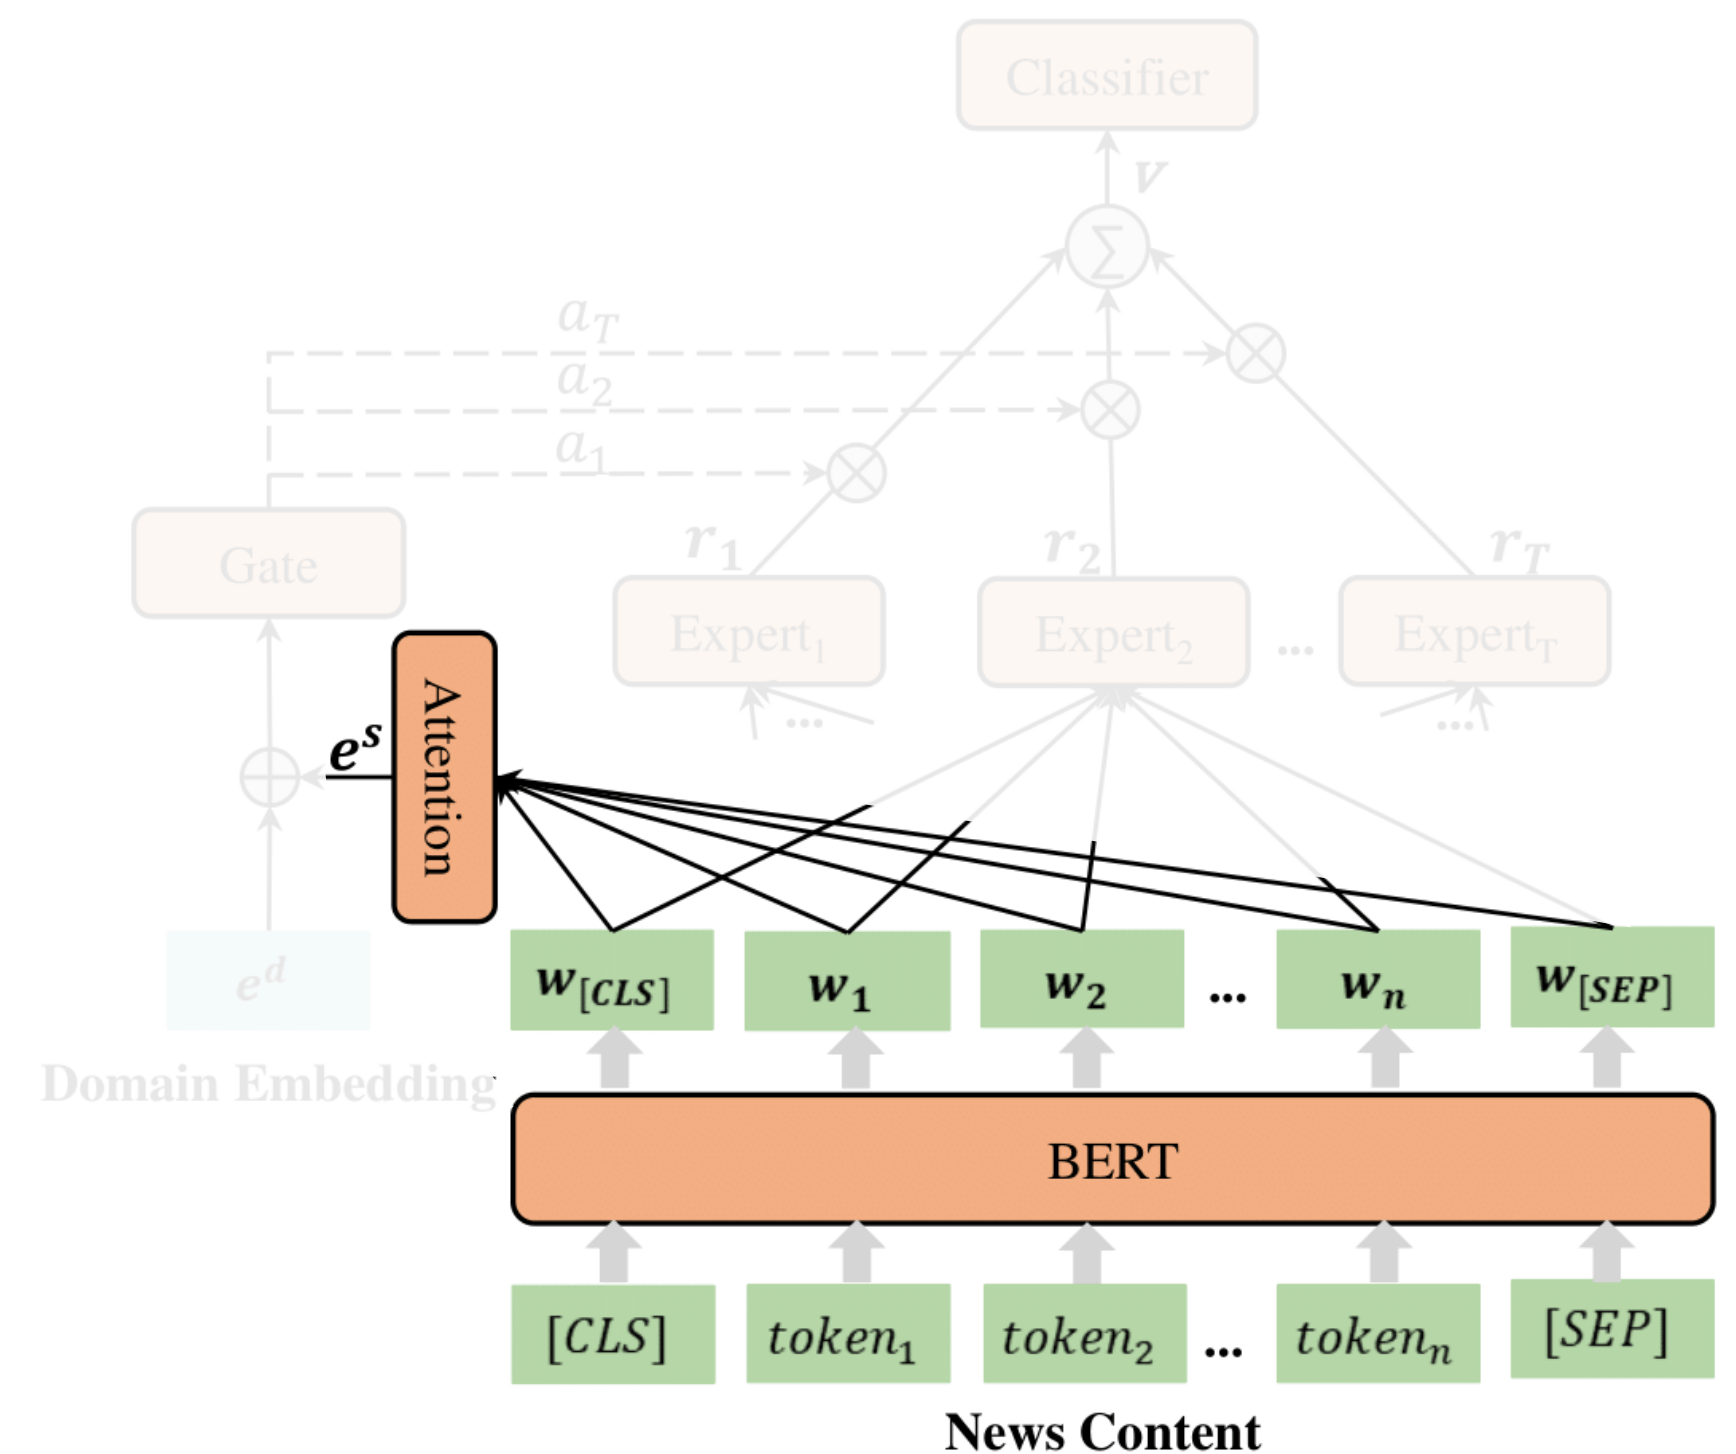 Classifier
v
∑
a_T
a_2
a_1
Gate
r_1
r_2
r_T
Expert_1
Expert_2
...
Expert_T
...
...
Attention
e^s
e^d
w_[CLS]
w_1
w_2
...
w_n
w_[SEP]
Domain Embedding
BERT
[CLS]
token_1
token_2
...
token_n
[SEP]
News Content